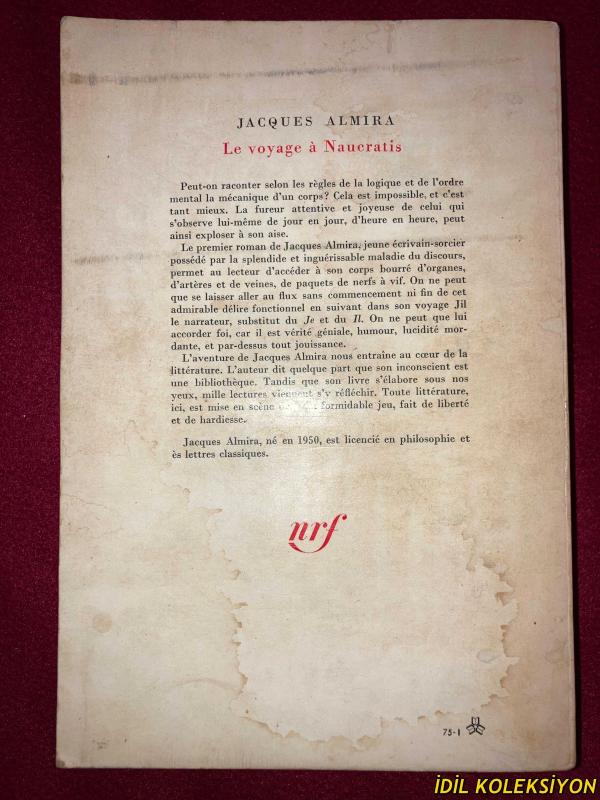 JACQUES ALMIRA
Le voyage à Naucratis
Peut-on raconter selon les règles de la logique et de l'ordre
mental la mécanique d'un corps? Cela est impossible, et c'est
tant mieux. La fureur attentive et joyeuse de celui qui
s'observe lui-même de jour en jour, d'heure en heure, peut
ainsi exploser à son aise.
Le premier roman de Jacques Almira, jeune écrivain-sorcier
possédé par la splendide et inguérissable maladie du discours,
permet au lecteur d'accéder à son corps bourré d'organes,
d'artères et de veines, de paquets de nerfs à vif. On ne peut
que se laisser aller au flux sans commencement ni fin de cet
admirable délire fonctionnel en suivant dans son voyage Jil
le narrateur, substitut du Je et du Il. On ne peut que lui
accorder foi, car il est vérité géniale, humour, lucidité mor-
dante, et par-dessus tout jouissance.
L'aventure de Jacques Almira nous entraîne au cœur de la
littérature. L'auteur dit quelque part que son inconscient est
une bibliothèque. Tandis que son livre s'élabore sous nos
yeux, mille lectures viennent s'y réfléchir. Toute littérature,
ici, est mise en scène formidable jeu, fait de liberté
et de hardiesse.
Jacques Almira, né en 1950, est licencié en philosophie et
ès lettres classiques.
nrf
75-1
İDİL KOLEKSİYON